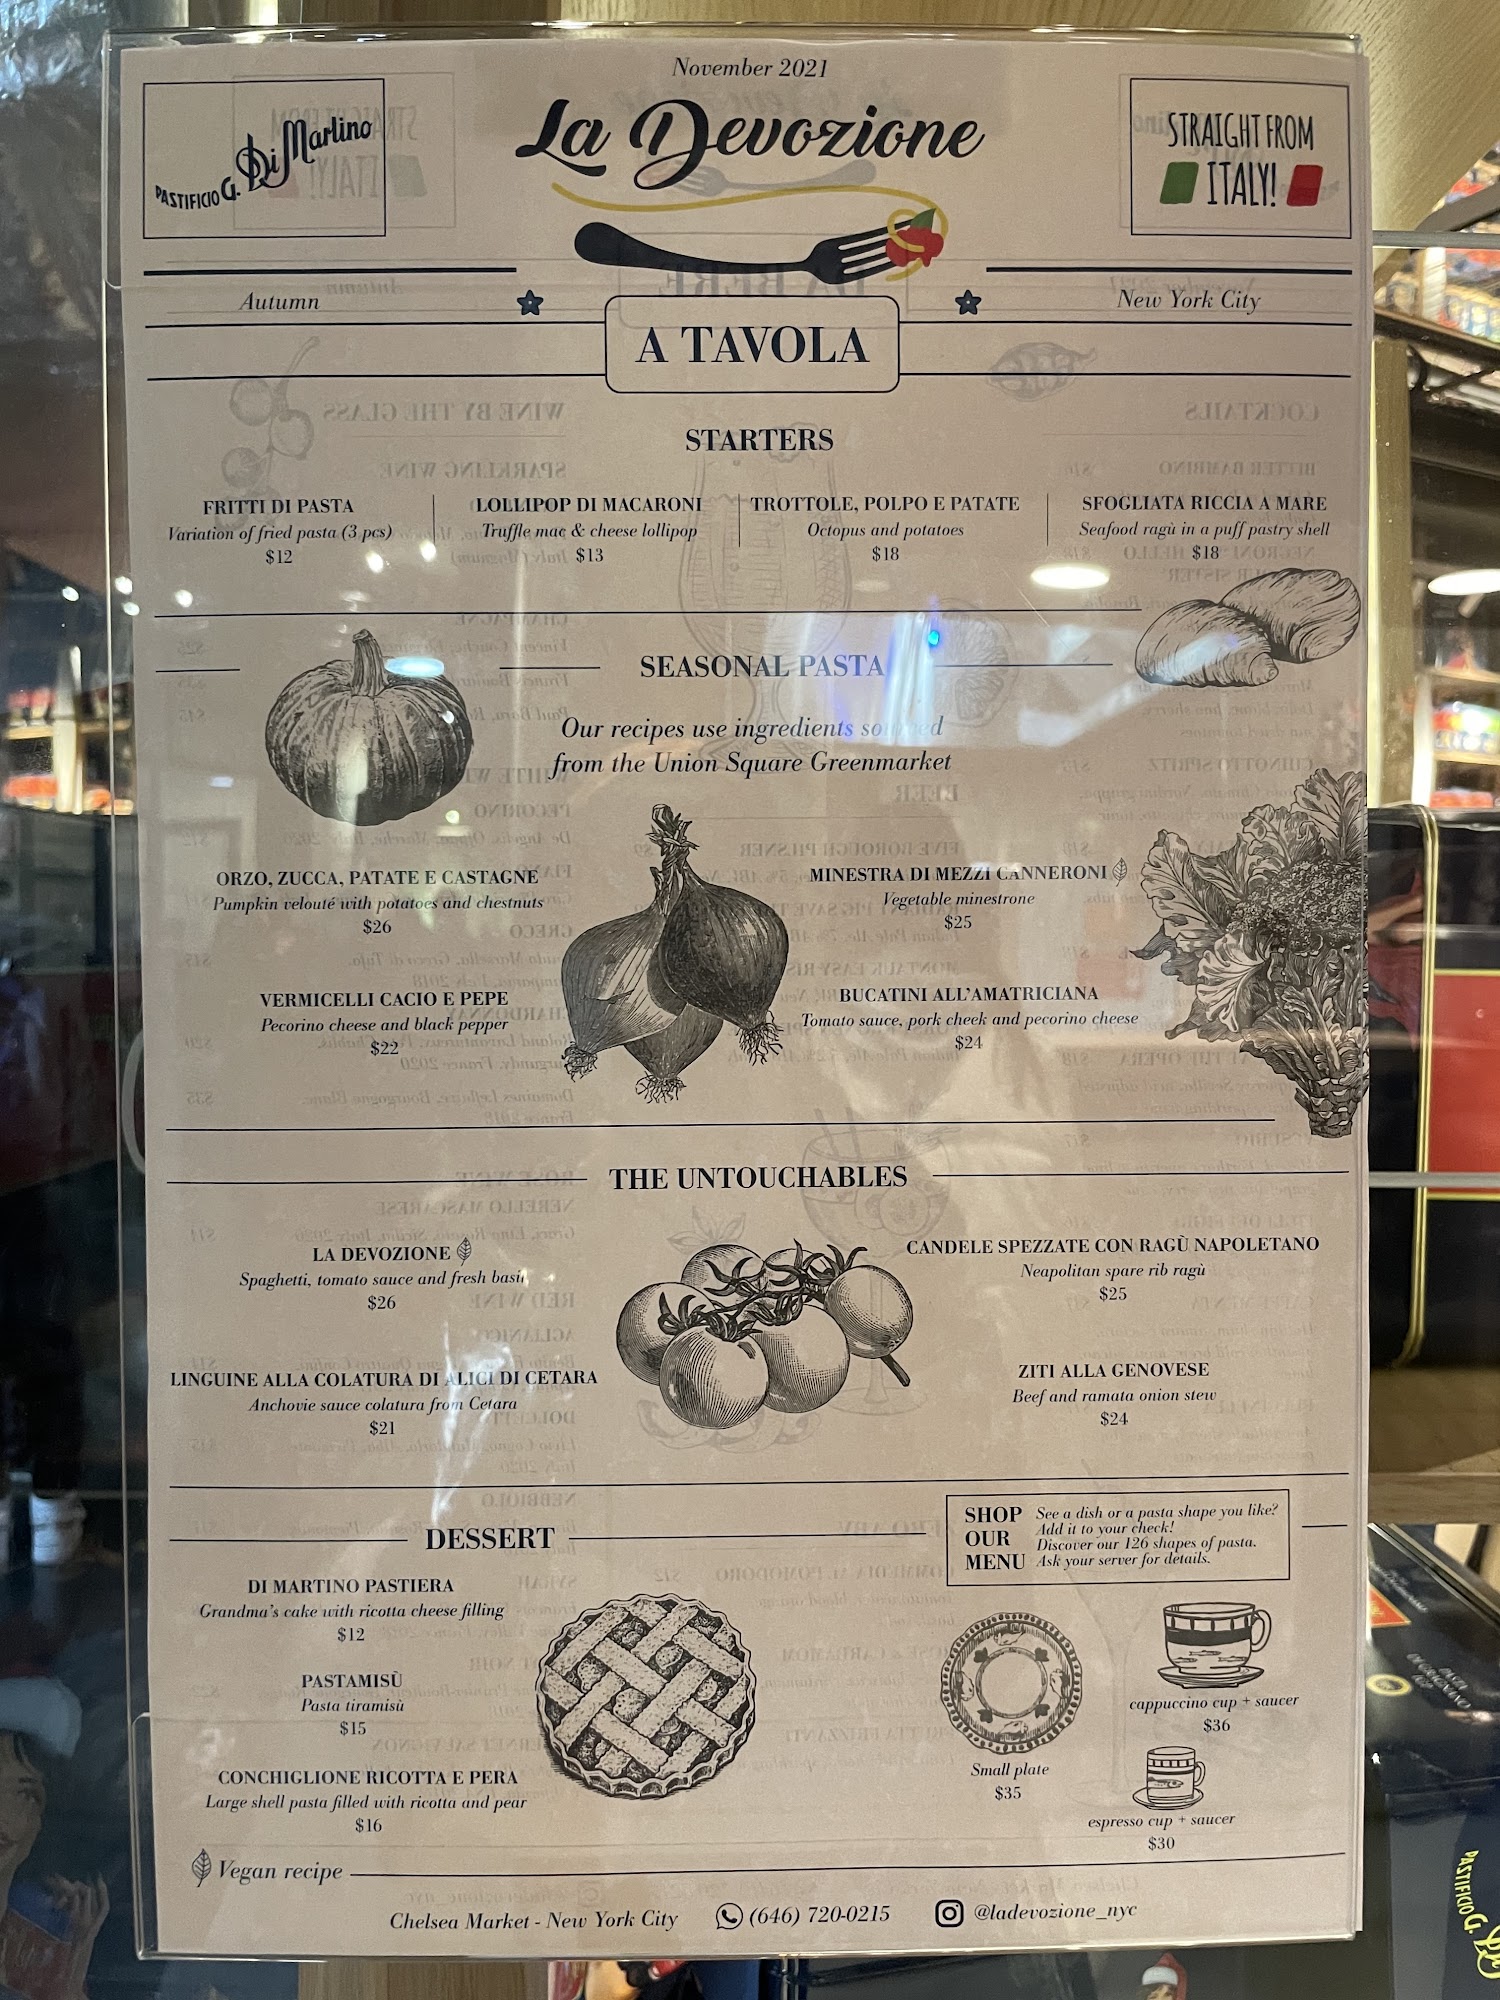 November 2021
PASTIFICIO G. Di Martino
La Devozione
STRAIGHT FROM
ITALY!
Autumn
New York City
A TAVOLA
STARTERS
FRITTI DI PASTA
Variation of fried pasta (3 pcs)
$12
LOLLIPOP DI MACARONI
Truffle mac & cheese lollipop
$13
TROTTOLE, POLPO E PATATE
Octopus and potatoes
$18
SFOGLIATA RICCIA A MARE
Seafood ragù in a puff pastry shell
$18
SEASONAL PASTA
Our recipes use ingredients sourced
from the Union Square Greenmarket
ORZO, ZUCCA, PATATE E CASTAGNE
Pumpkin velouté with potatoes and chestnuts
$26
MINESTRA DI MEZZI CANNERONI
Vegetable minestrone
$25
VERMICELLI CACIO E PEPE
Pecorino cheese and black pepper
$22
BUCATINI ALL'AMATRICIANA
Tomato sauce, pork cheek and pecorino cheese
$24
THE UNTOUCHABLES
LA DEVOZIONE
Spaghetti, tomato sauce and fresh basil
$26
CANDELE SPEZZATE CON RAGÙ NAPOLETANO
Neapolitan spare rib ragù
$25
LINGUINE ALLA COLATURA DI ALICI DI CETARA
Anchovie sauce colatura from Cetara
$21
ZITI ALLA GENOVESE
Beef and ramata onion stew
$24
DESSERT
DI MARTINO PASTIERA
Grandma's cake with ricotta cheese filling
$12
PASTAMISÙ
Pasta tiramisù
$15
CONCHIGLIONE RICOTTA E PERA
Large shell pasta filled with ricotta and pear
$16
SHOP
OUR
MENU
See a dish or a pasta shape you like?
Add it to your check!
Discover our 126 shapes of pasta.
Ask your server for details.
Small plate
$35
cappuccino cup + saucer
$36
espresso cup + saucer
$30
Vegan recipe
Chelsea Market - New York City
(646) 720-0215
@ladevozione_nyc
PASTIFICIO G.